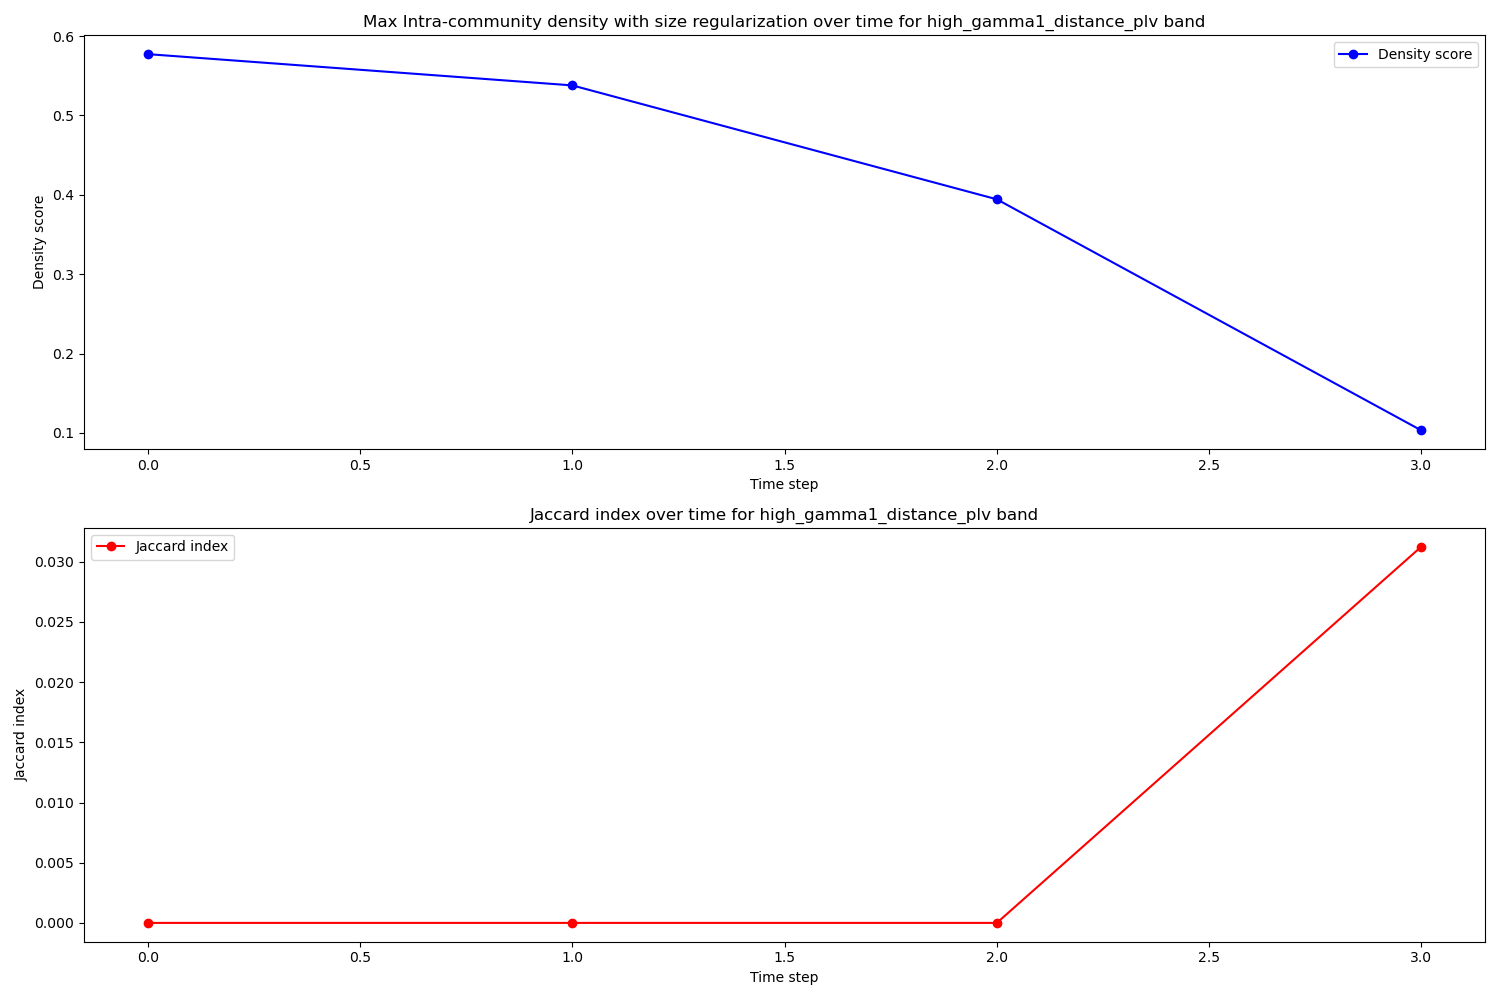 Max Intra-community density with size regularization over time for high_gamma1_distance_plv band
Density score
0.6
0.5
0.4
0.3
0.2
0.1
Density score
0.0 0.5 1.0 1.5 2.0 2.5 3.0
Time step
Jaccard index over time for high_gamma1_distance_plv band
Jaccard index
0.030
0.025
0.020
0.015
0.010
0.005
0.000
Jaccard index
0.0 0.5 1.0 1.5 2.0 2.5 3.0
Time step